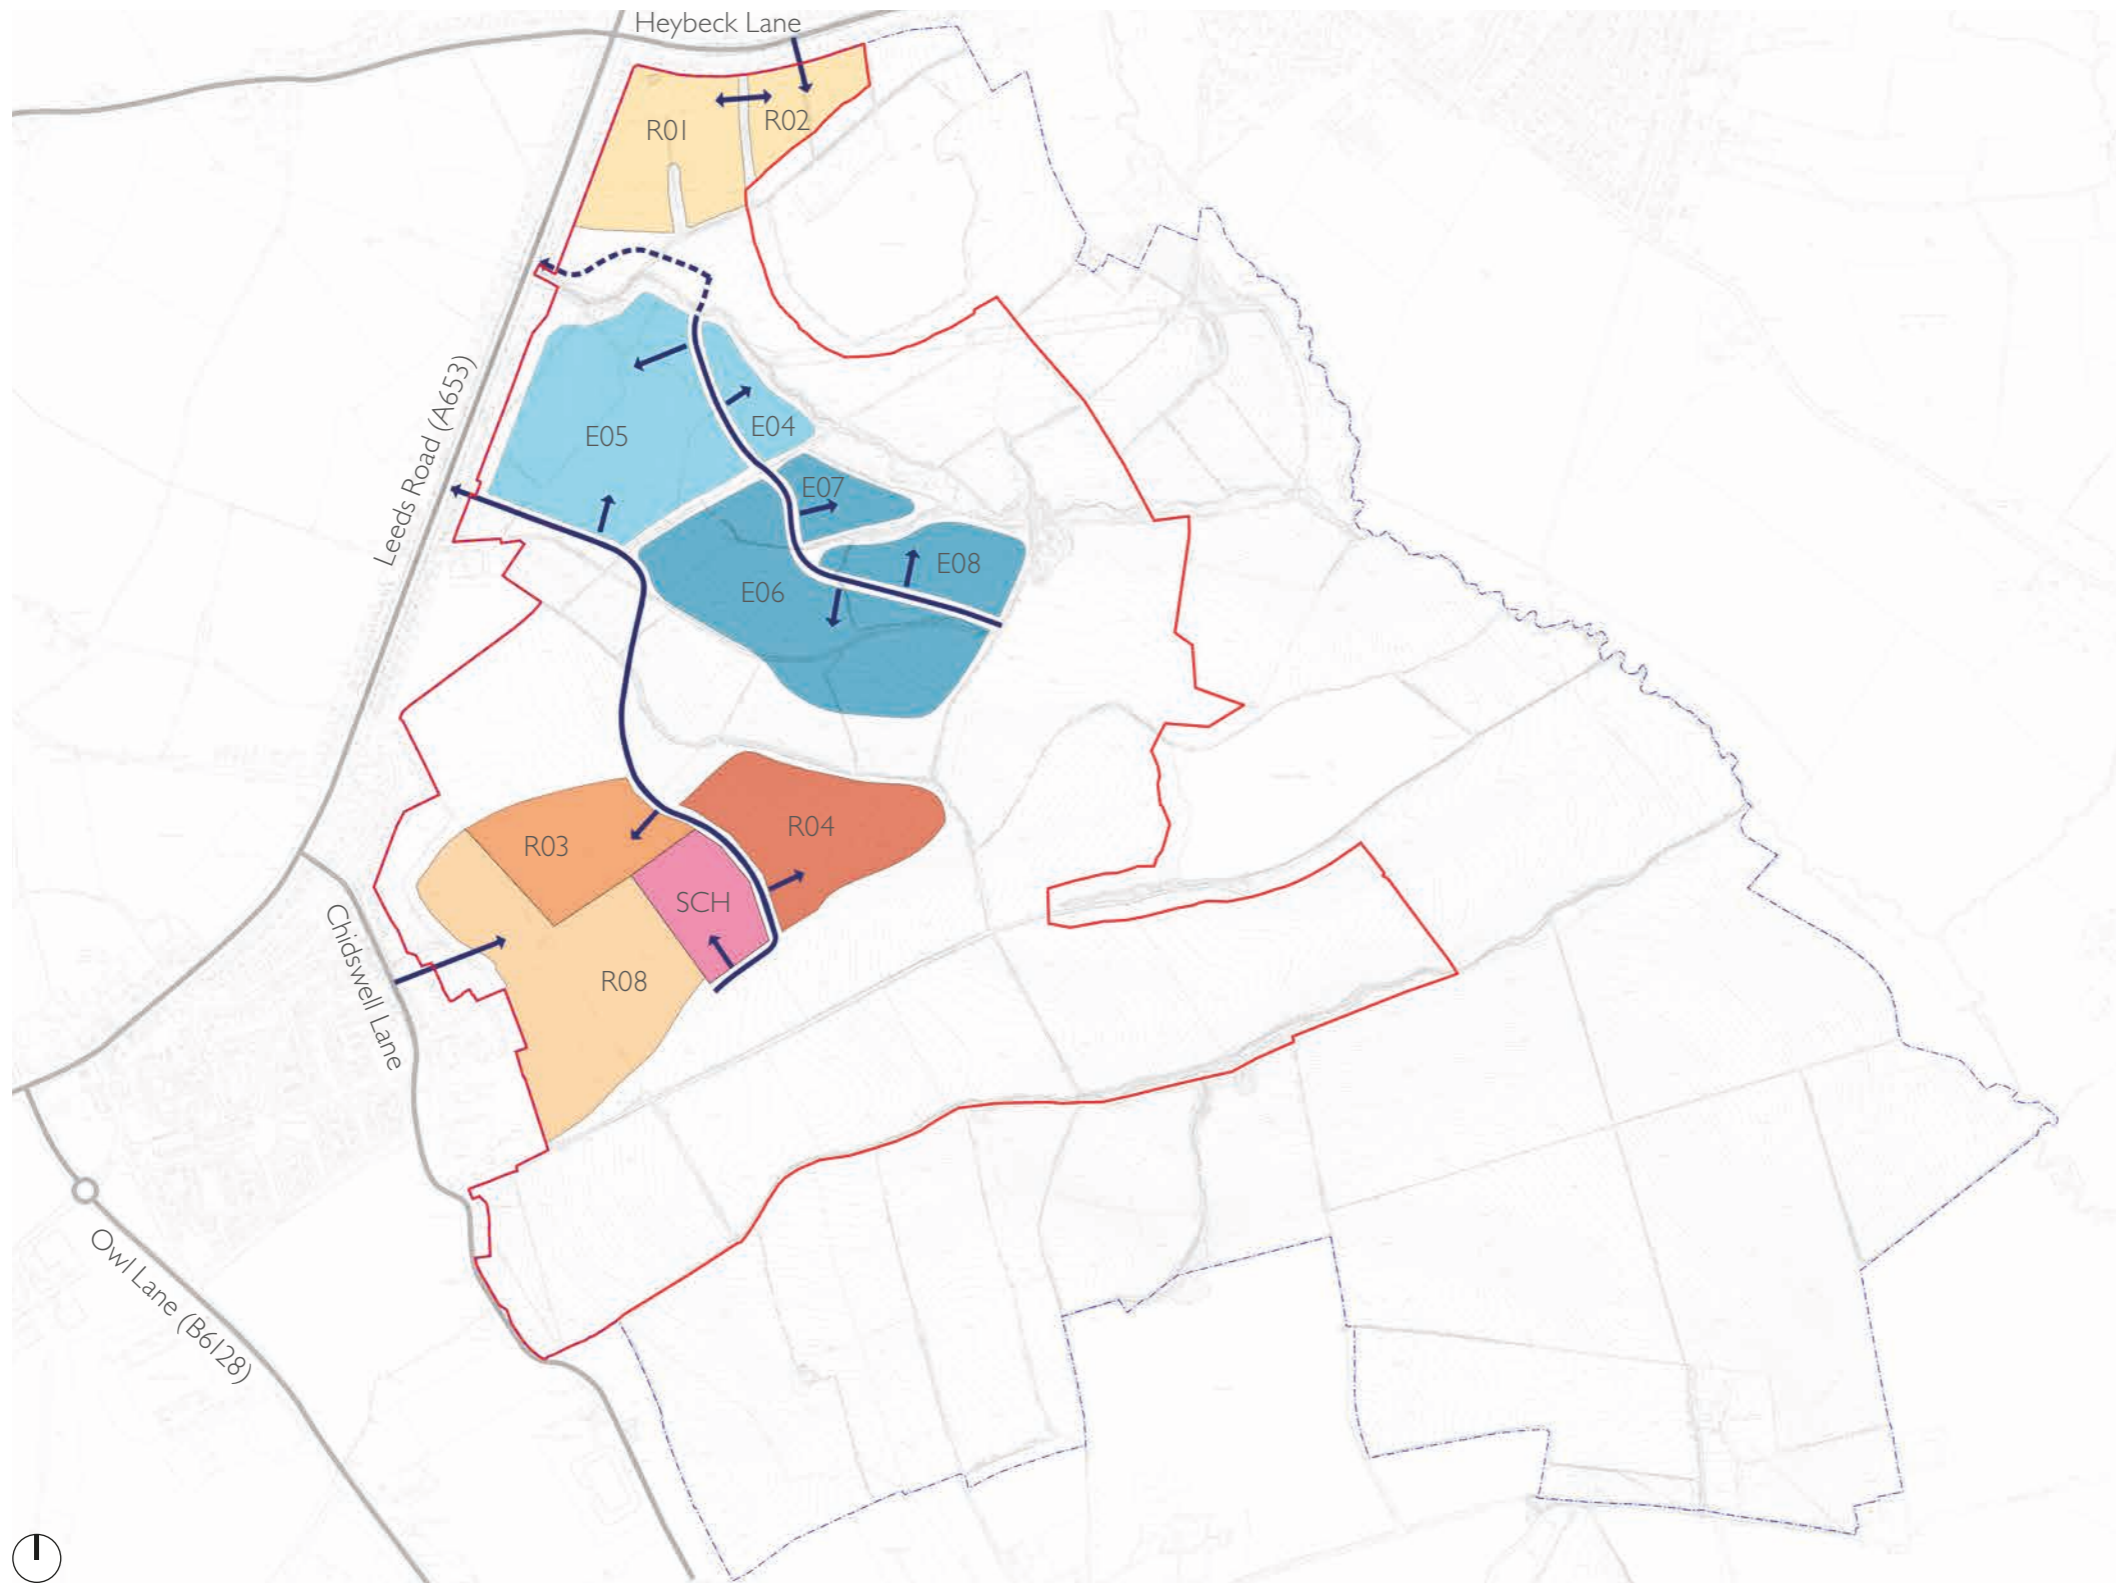 Heybeck Lane
R01
R02
Leeds Road (A653)
E05
E04
E07
E08
E06
R03
R04
SCH
R08
Chidswell Lane
Owl Lane (B6128)